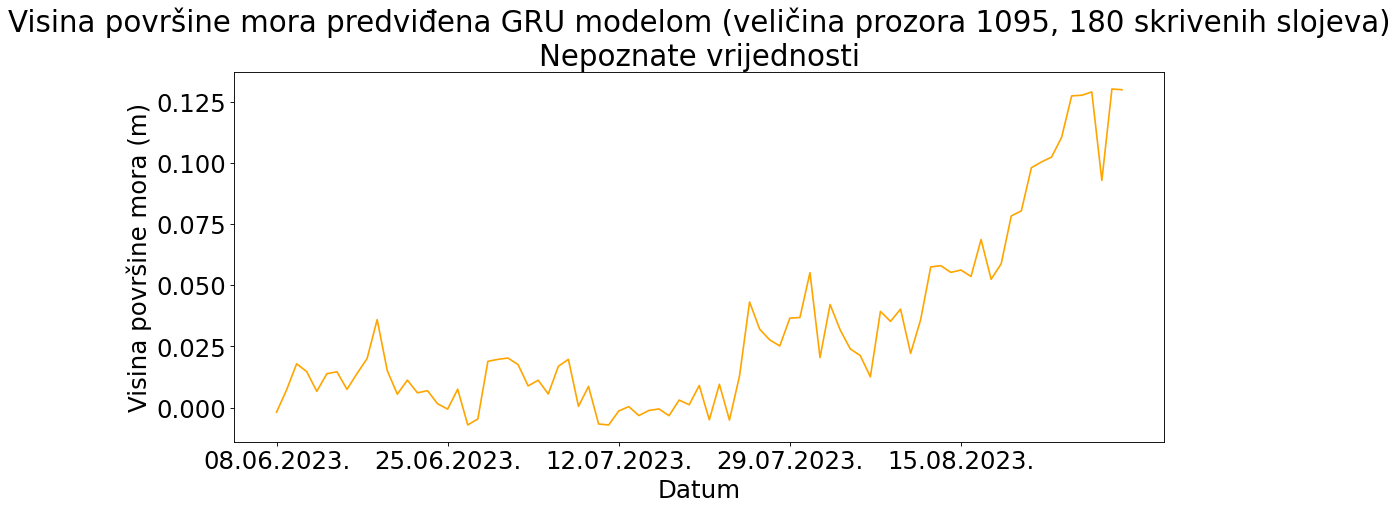 Visina površine mora predviđena GRU modelom (veličina prozora 1095, 180 skrivenih slojeva)
Nepoznate vrijednosti
Visina površine mora (m)
0.125
0.100
0.075
0.050
0.025
0.000
08.06.2023. 25.06.2023. 12.07.2023. 29.07.2023. 15.08.2023.
Datum